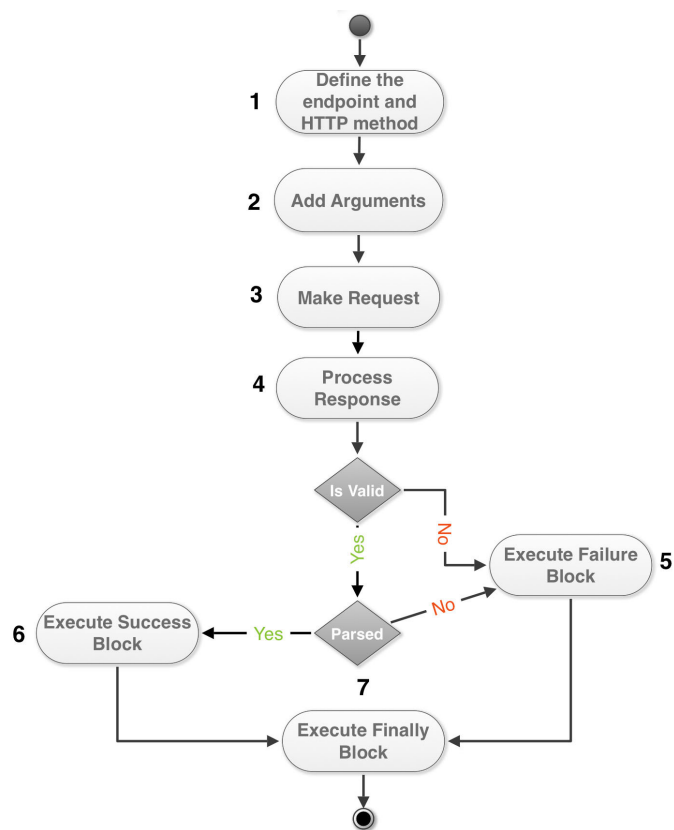 1
Define the
endpoint and
HTTP method
2
Add Arguments
3
Make Request
4
Process
Response
Is Valid
No
Yes
Execute Failure
Block
5
No
6
Execute Success
Block
Yes
Parsed
7
Execute Finally
Block